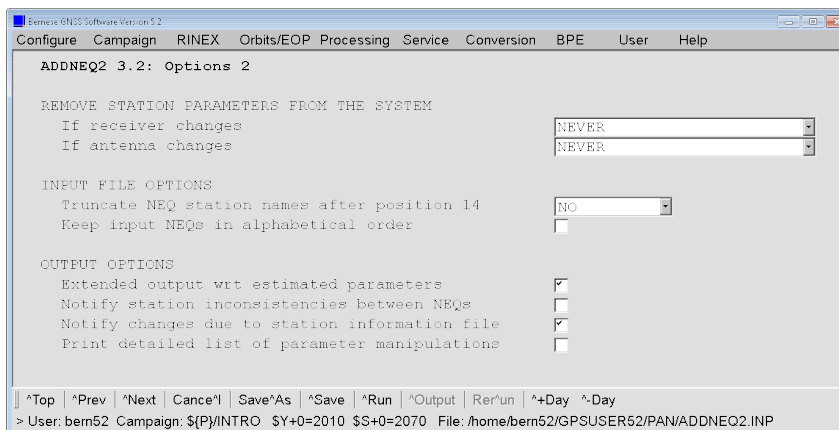 Bernese GNSS Software Version 5.2
Configure Campaign RINEX Orbits/EOP Processing Service Conversion BPE User Help
ADDNEQ2 3.2: Options 2
REMOVE STATION PARAMETERS FROM THE SYSTEM
If receiver changes NEVER
If antenna changes NEVER
INPUT FILE OPTIONS
Truncate NEQ station names after position 14 NO
Keep input NEQs in alphabetical order
OUTPUT OPTIONS
Extended output wrt estimated parameters
Notify station inconsistencies between NEQs
Notify changes due to station information file
Print detailed list of parameter manipulations
^Top | ^Prev | ^Next | Cance^l | Save^As | ^Save | ^Run | ^Output | Rer^un | ^+Day ^-Day
> User: bern52 Campaign: ${P}/INTRO $Y+0=2010 $S+0=2070 File: /home/bern52/GPSUSER52/PAN/ADDNEQ2.INP